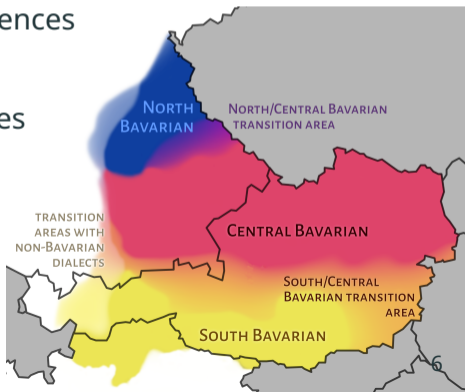 ences
es
NORTH
BAVARIAN
NORTH/CENTRAL BAVARIAN
TRANSITION AREA
TRANSITION
AREAS WITH
NON-BAVARIAN
DIALECTS
CENTRAL BAVARIAN
SOUTH/CENTRAL
BAVARIAN TRANSITION
AREA
SOUTH BAVARIAN
6